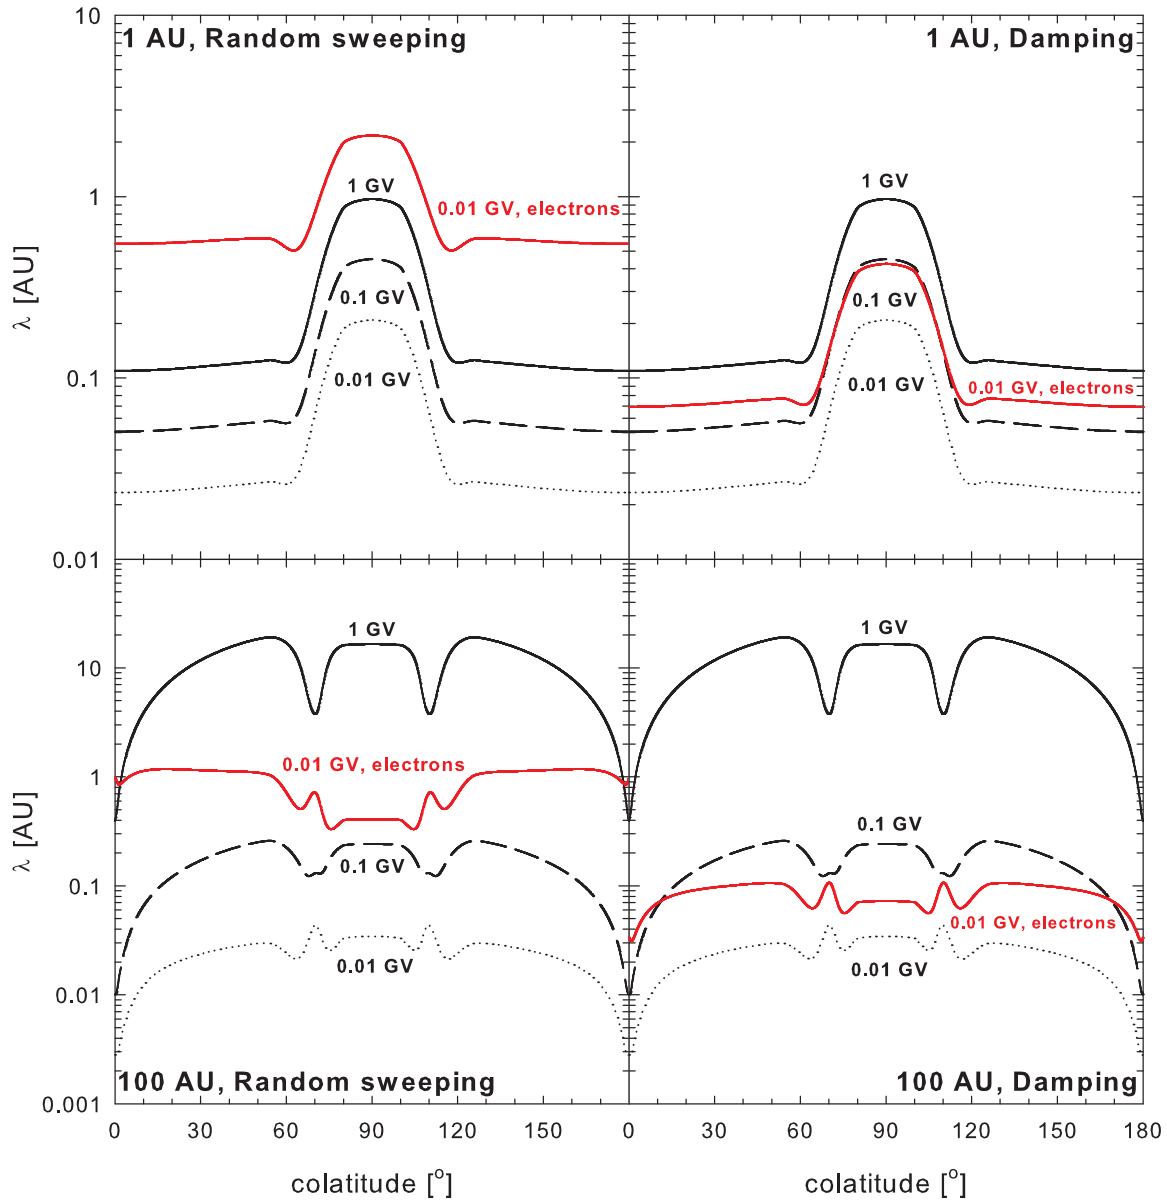 10
1 AU, Random sweeping
1 AU, Damping
1 GV
1 GV
0.01 GV, electrons
1
λ [AU]
0.1 GV
0.1 GV
0.01 GV
0.01 GV
0.01 GV, electrons
0.1
0.01
1 GV
1 GV
10
0.01 GV, electrons
1
λ [AU]
0.1 GV
0.1 GV
0.1
0.01 GV, electrons
0.01 GV
0.01 GV
0.01
100 AU, Random sweeping
100 AU, Damping
0.001
0 30 60 90 120 150 0 30 60 90 120 150 180
colatitude [o] colatitude [o]